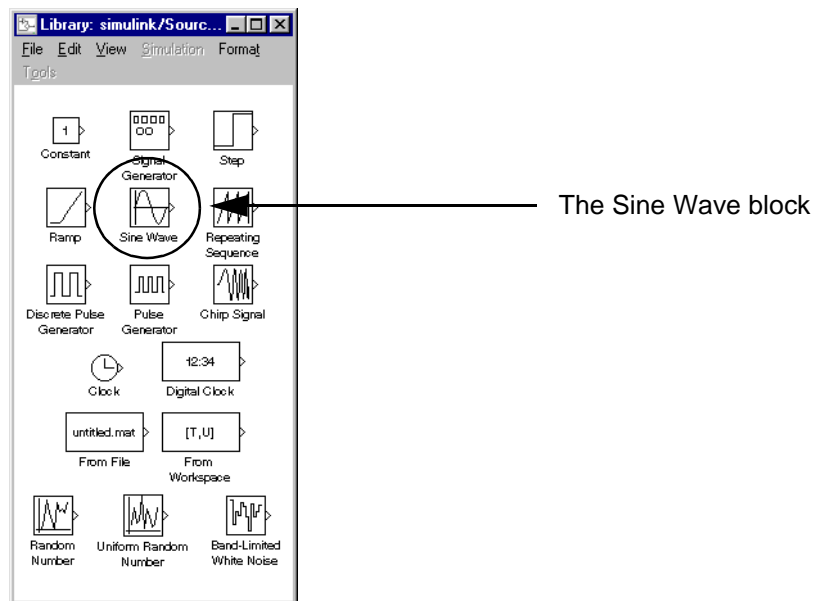 Library: simulink/Sourc...
File Edit View Simulation Format
Tools
1
Constant
Signal
Generator
Step
Ramp
Sine Wave
Repeating
Sequence
The Sine Wave block
Discrete Pulse
Generator
Pulse
Generator
Chirp Signal
Clock
12:34
Digital Clock
untitled.mat
From File
[T,U]
From
Workspace
Random
Number
Uniform Random
Number
Band-Limited
White Noise